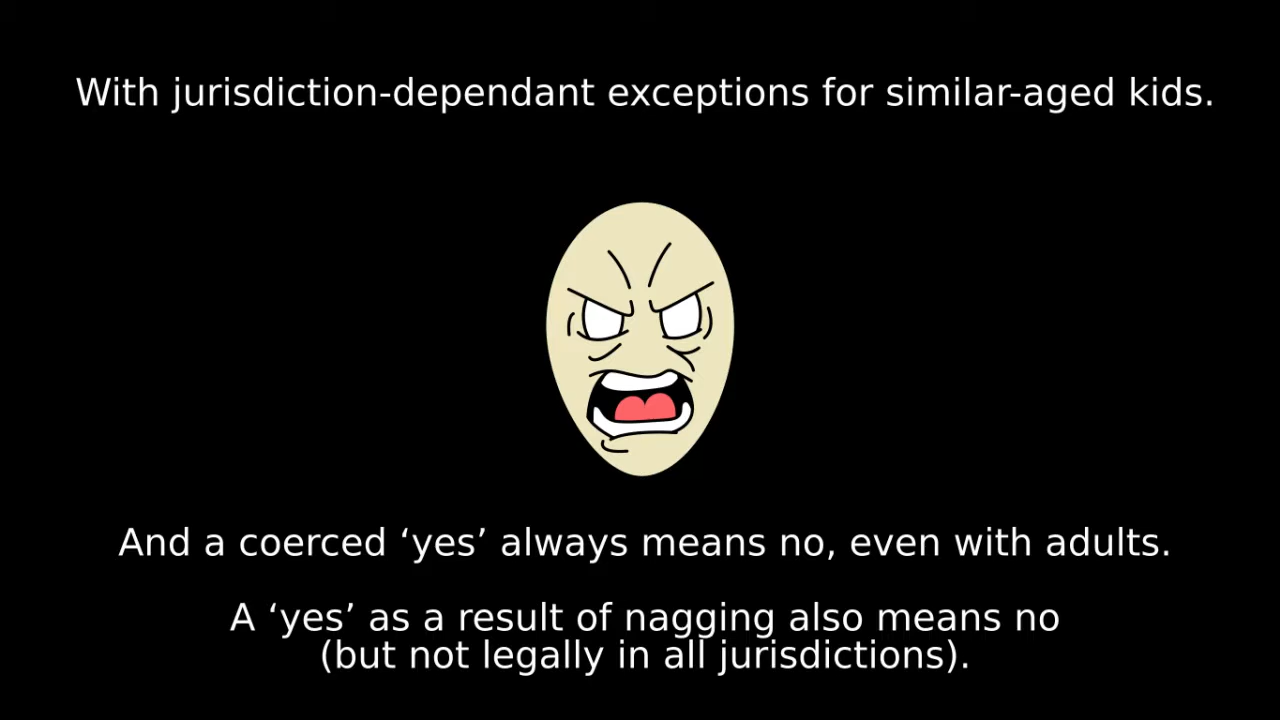 With jurisdiction-dependant exceptions for similar-aged kids.
And a coerced ‘yes’ always means no, even with adults.
A ‘yes’ as a result of nagging also means no
(but not legally in all jurisdictions).